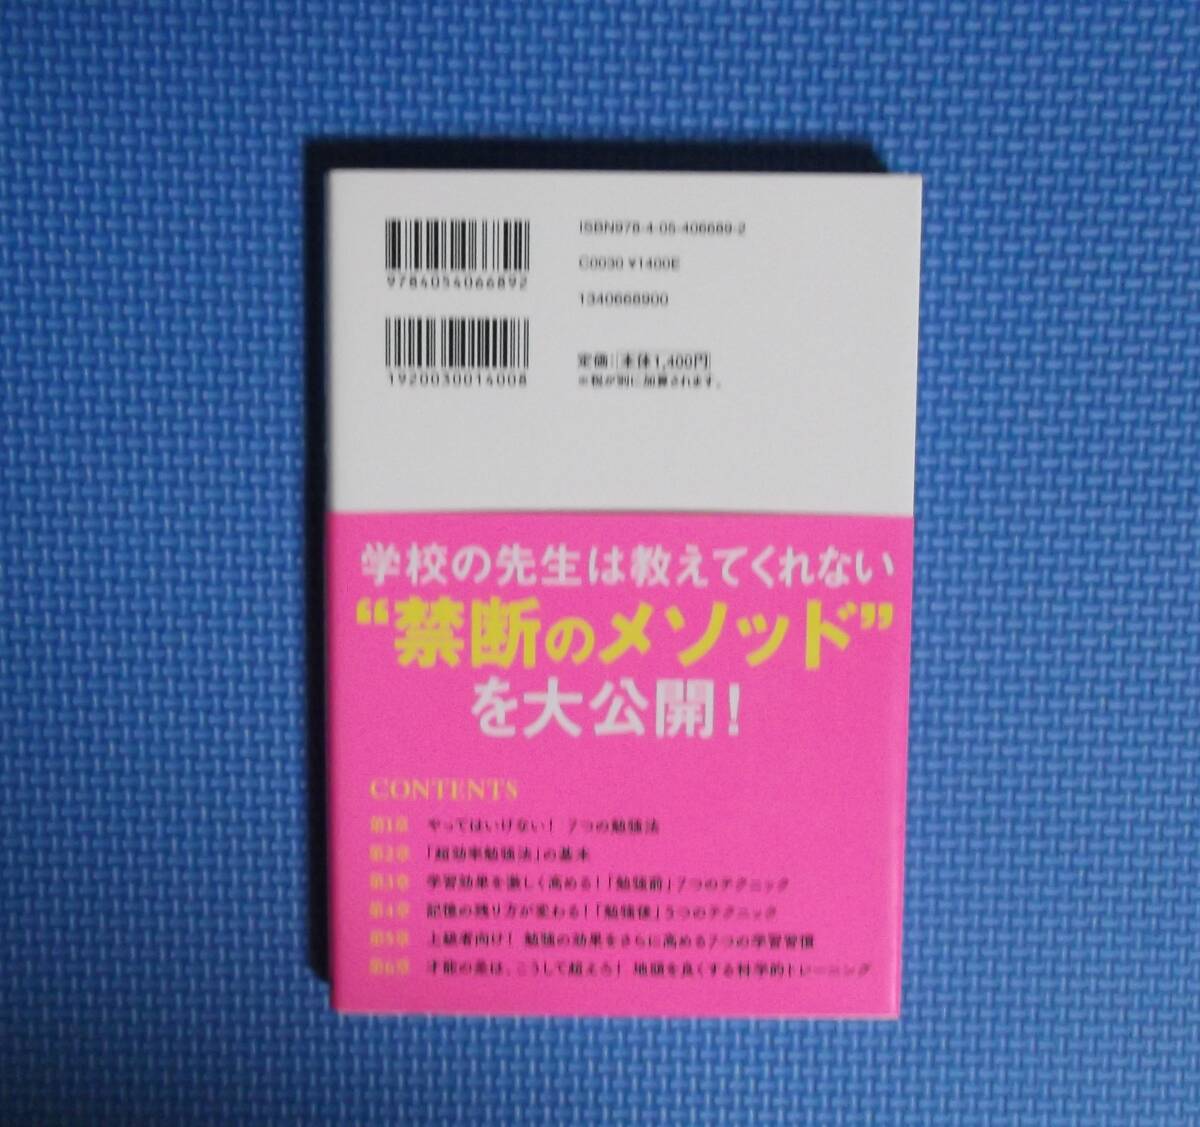 ISBN978-4-05-406689-2
C0030 ¥1400E
1340668900
9784054066892
1920030014008
定価:[本体1,400円]
※税が別に加算されます。
学校の先生は教えてくれない
“禁断のメソッド”
を大公開!
CONTENTS
第1章 やってはいけない! 7つの勉強法
第2章 「超効率勉強法」の基本
第3章 学習効果を激しく高める!「勉強前」7つのテクニック
第4章 記憶の残り方が変わる!「勉強後」5つのテクニック
第5章 上級者向け! 勉強の効果をさらに高める7つの学習習慣
第6章 才能の差は、こうして超えろ! 地頭を良くする科学的トレーニング